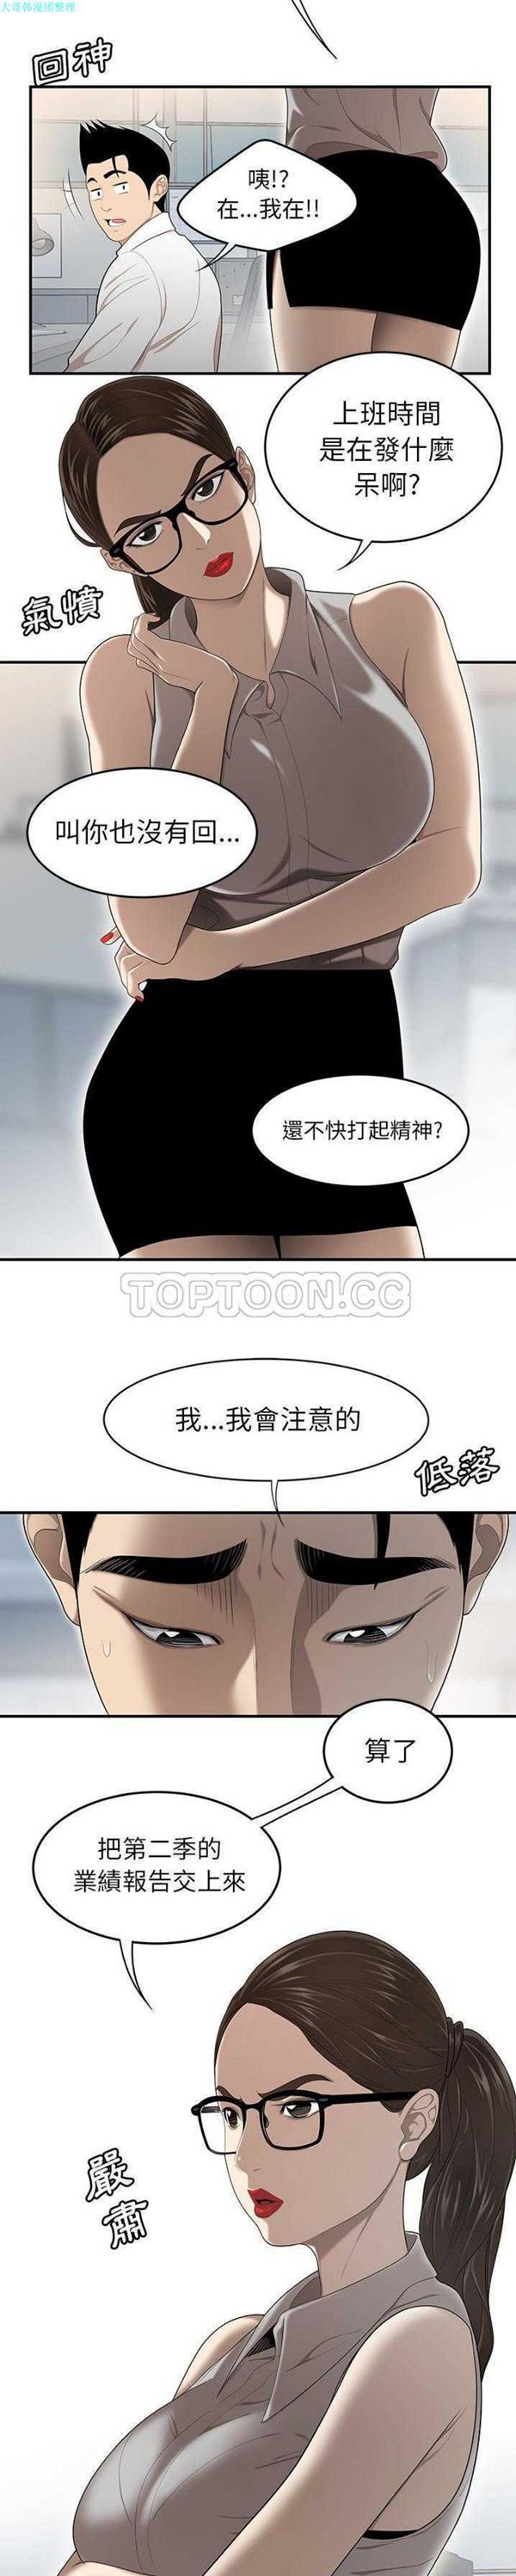 大哥韩漫团整理
回神
咦!?
在...我在!!
上班時間
是在發什麼
呆啊?
氣憤
叫你也沒有回...
還不快打起精神?
TOPTOON.CC
我...我會注意的
低落
算了
把第二季的
業績報告交上來
嚴
肅